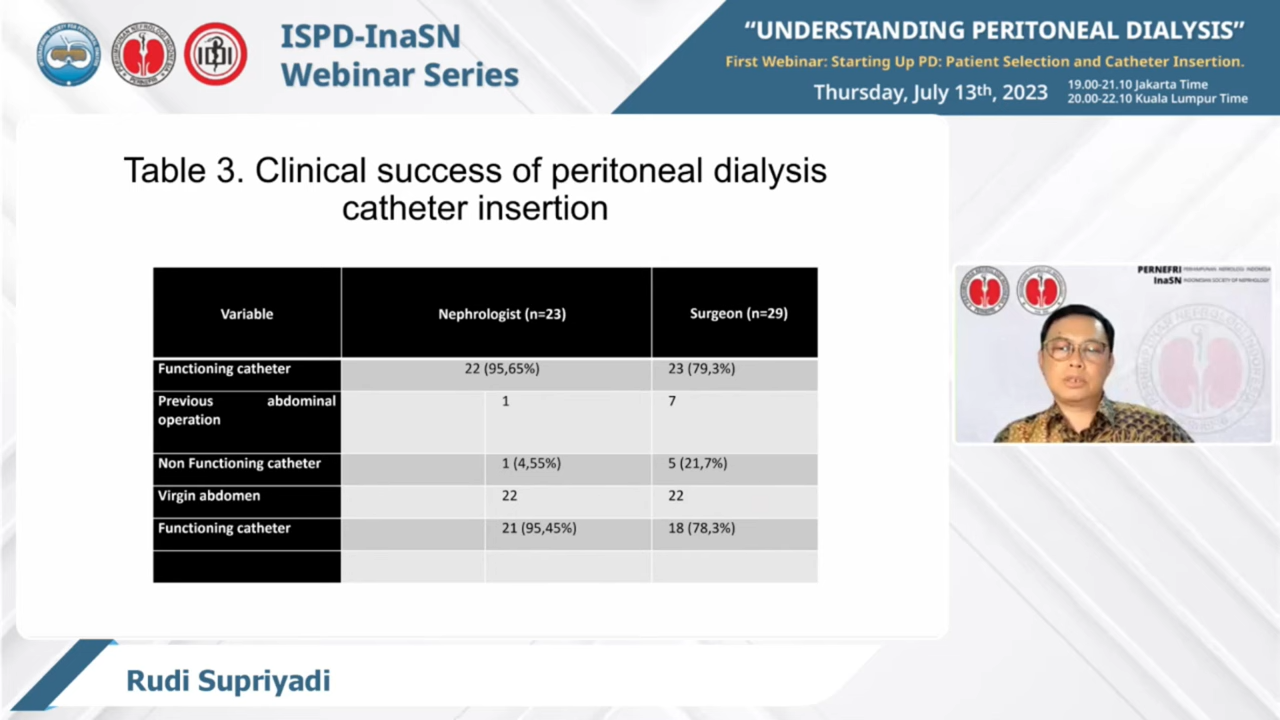 ISPD-InaSN
Webinar Series
“UNDERSTANDING PERITONEAL DIALYSIS”
First Webinar: Starting Up PD: Patient Selection and Catheter Insertion.
Thursday, July 13th, 2023
19.00-21.10 Jakarta Time
20.00-22.10 Kuala Lumpur Time
Table 3. Clinical success of peritoneal dialysis
catheter insertion
Variable Nephrologist (n=23) Surgeon (n=29)
Functioning catheter 22 (95,65%) 23 (79,3%)
Previous abdominal 1 7
operation
Non Functioning catheter 1 (4,55%) 5 (21,7%)
Virgin abdomen 22 22
Functioning catheter 21 (95,45%) 18 (78,3%)
PERNEFRI PERHIMPUNAN NEFROLOGI INDONESIA
InaSN INDONESIAN SOCIETY OF NEPHROLOGY
Rudi Supriyadi